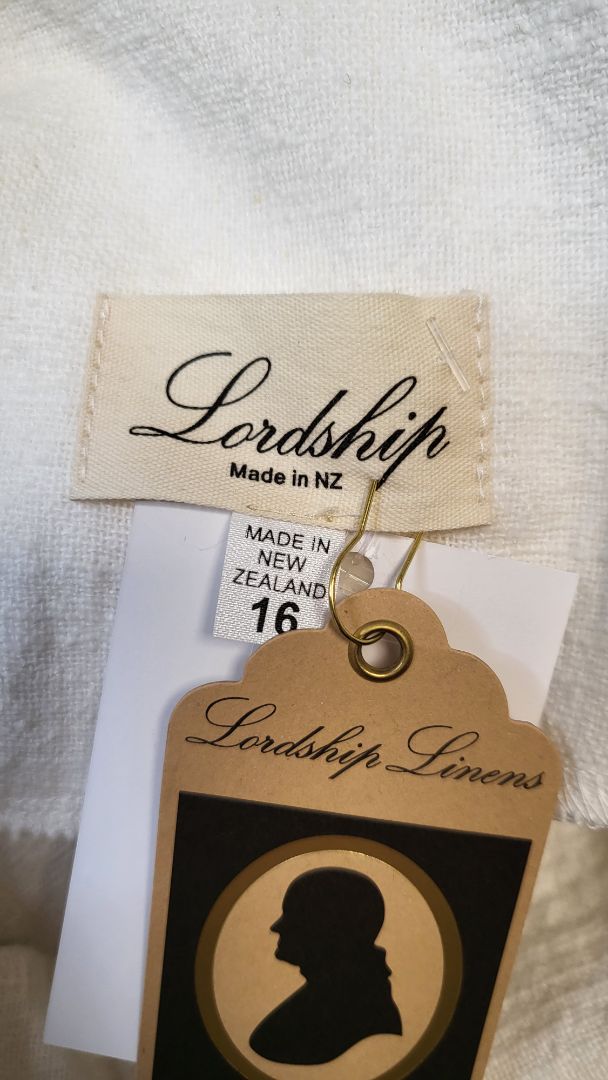 Lordship
Made in NZ
MADE IN
NEW
ZEALAND
16
Lordship Linens